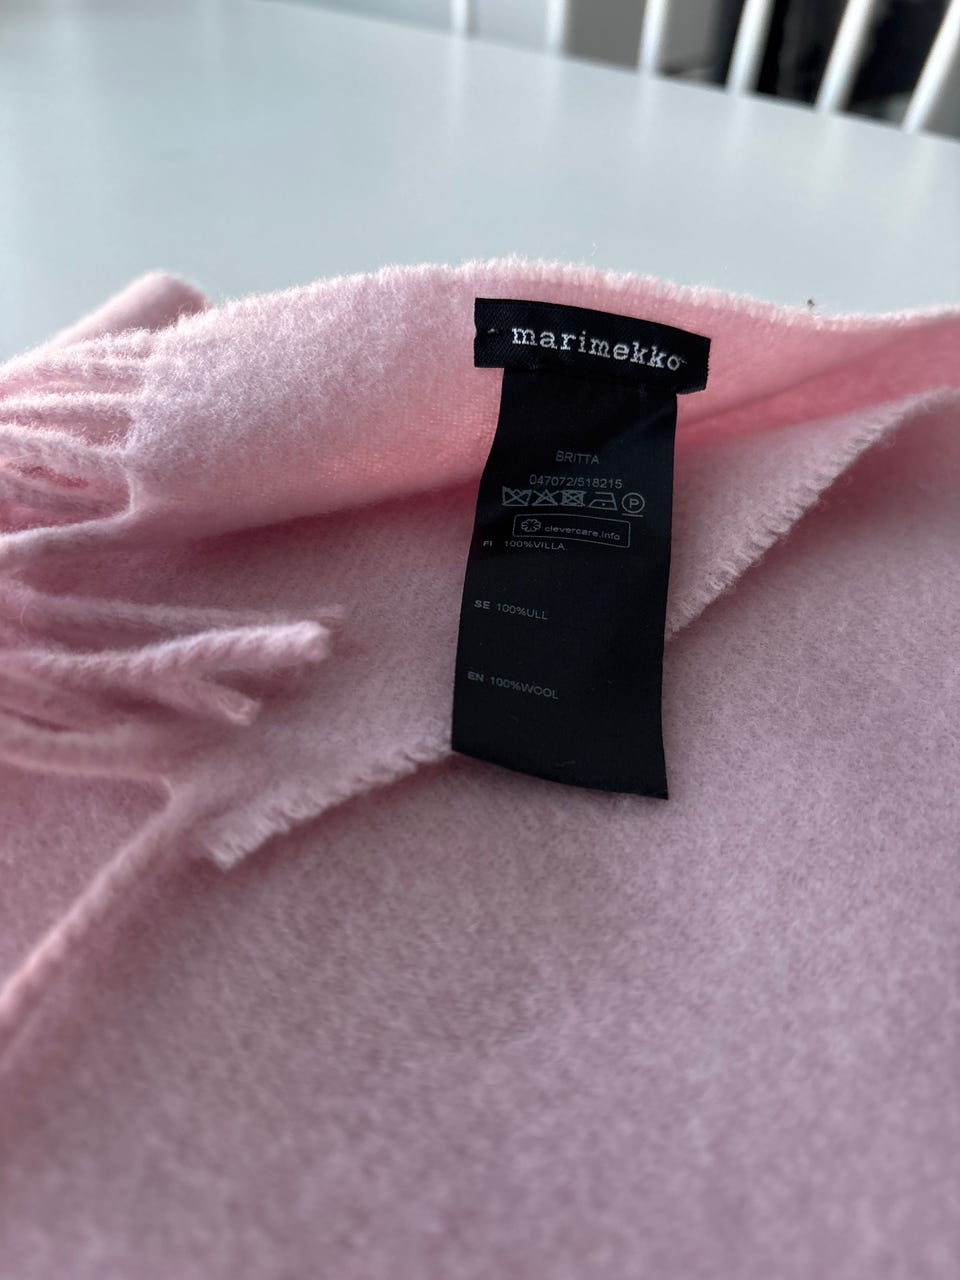 marimekko
BRITTA
047072/518215
P
clevercare.info
FI 100%VILLA
SE 100%ULL
EN 100%WOOL